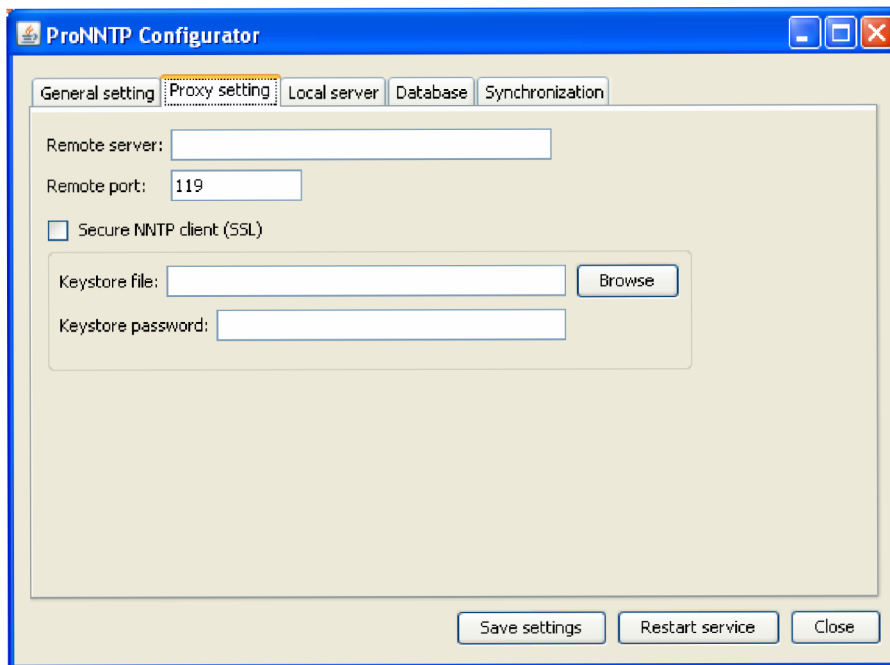 ProNNTP Configurator
General setting Proxy setting Local server Database Synchronization
Remote server:
Remote port: 119
Secure NNTP client (SSL)
Keystore file: Browse
Keystore password:
Save settings Restart service Close